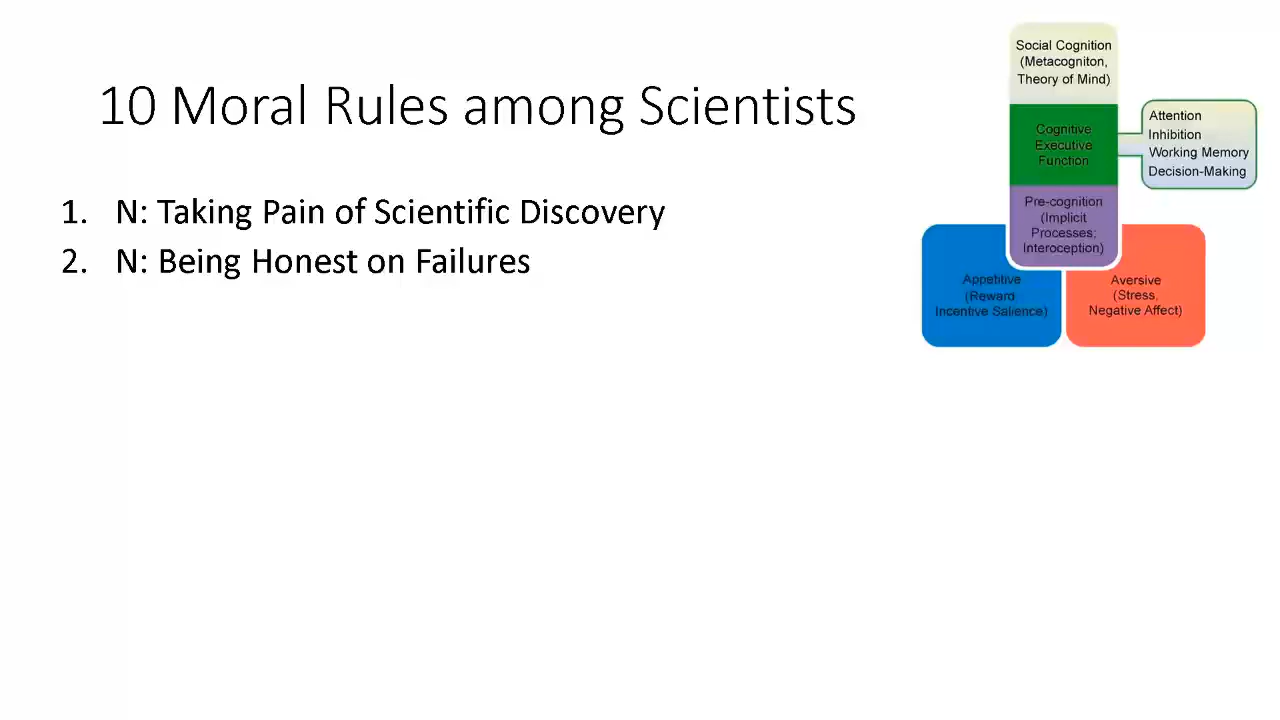 10 Moral Rules among Scientists
1. N: Taking Pain of Scientific Discovery
2. N: Being Honest on Failures
Social Cognition
(Metacogniton,
Theory of Mind)
Cognitive
Executive
Function
Attention
Inhibition
Working Memory
Decision-Making
Pre-cognition
(Implicit
Processes;
Interoception)
Appetitive
(Reward
Incentive Salience)
Aversive
(Stress,
Negative Affect)